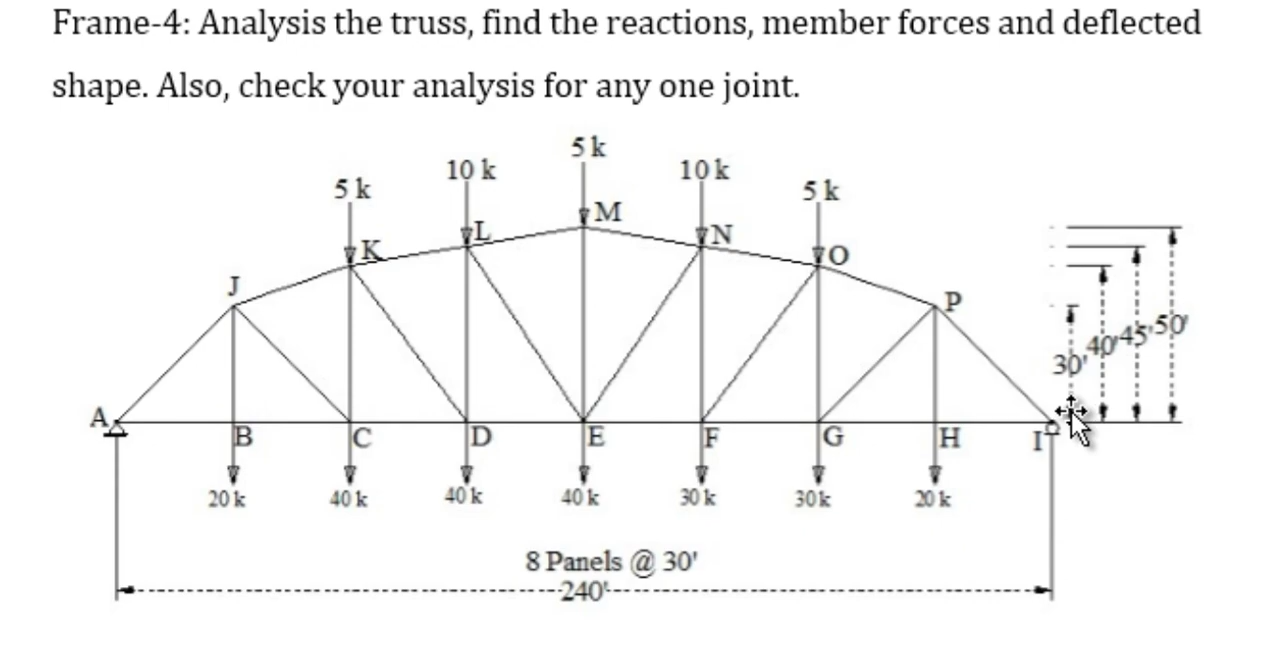 Frame-4: Analysis the truss, find the reactions, member forces and deflected
shape. Also, check your analysis for any one joint.
5 k
10 k
5 k
10 k
5 k
M
L
N
K
O
J
P
30' 40' 45' 50'
A
B C D E F G H I
20 k 40 k 40 k 40 k 30 k 30 k 20 k
8 Panels @ 30'
240'